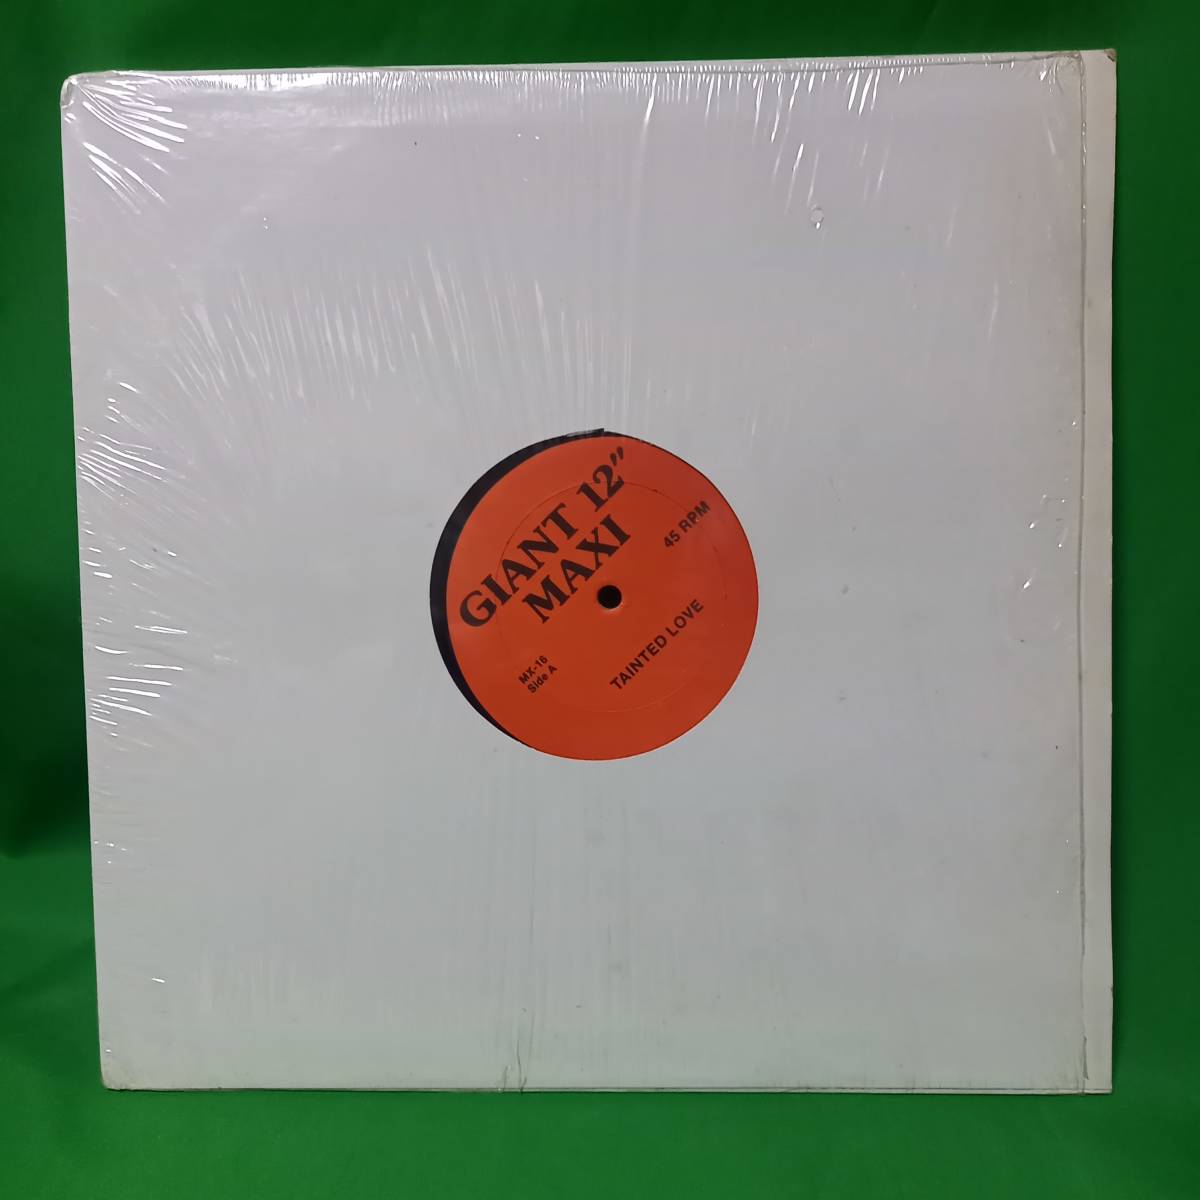 GIANT 12"
MAXI
45 RPM
MX-16
Side A
TAINTED LOVE